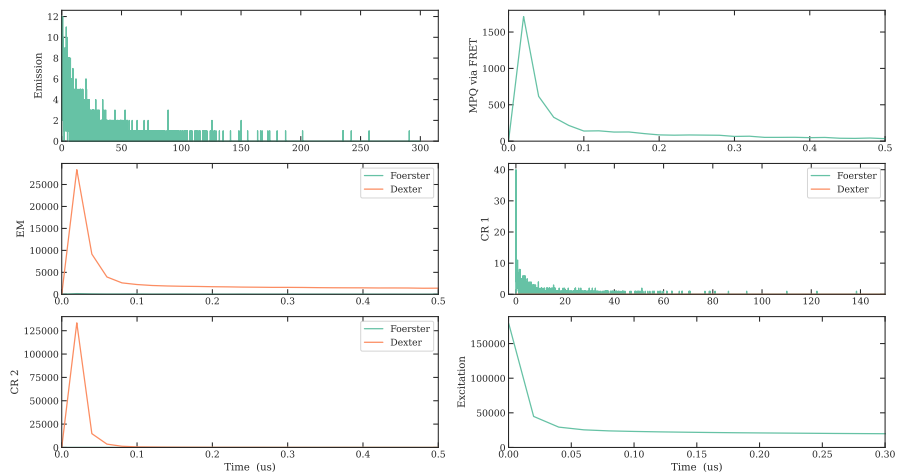 Emission
12
10
8
6
4
2
0
0 50 100 150 200 250 300
MPQ via FRET
1500
1000
500
0
0.0 0.1 0.2 0.3 0.4 0.5
EM
25000
20000
15000
10000
5000
0
0.0 0.1 0.2 0.3 0.4 0.5
Foerster
Dexter
CR 1
40
30
20
10
0
0 20 40 60 80 100 120 140
Foerster
Dexter
CR 2
125000
100000
75000
50000
25000
0
0.0 0.1 0.2 0.3 0.4 0.5
Time (us)
Foerster
Dexter
Excitation
150000
100000
50000
0
0.00 0.05 0.10 0.15 0.20 0.25 0.30
Time (us)